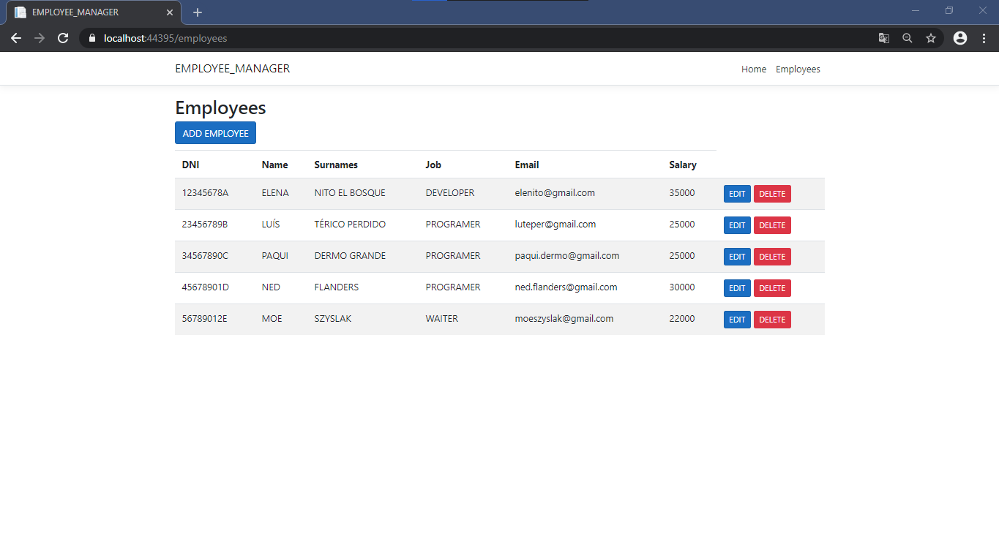 EMPLOYEE_MANAGER
localhost:44395/employees
EMPLOYEE_MANAGER Home Employees
Employees
ADD EMPLOYEE
DNI Name Surnames Job Email Salary
12345678A ELENA NITO EL BOSQUE DEVELOPER elenito@gmail.com 35000 EDIT DELETE
23456789B LUÍS TÉRICO PERDIDO PROGRAMER luteper@gmail.com 25000 EDIT DELETE
34567890C PAQUI DERMO GRANDE PROGRAMER paqui.dermo@gmail.com 25000 EDIT DELETE
45678901D NED FLANDERS PROGRAMER ned.flanders@gmail.com 30000 EDIT DELETE
56789012E MOE SZYSLAK WAITER moeszyslak@gmail.com 22000 EDIT DELETE